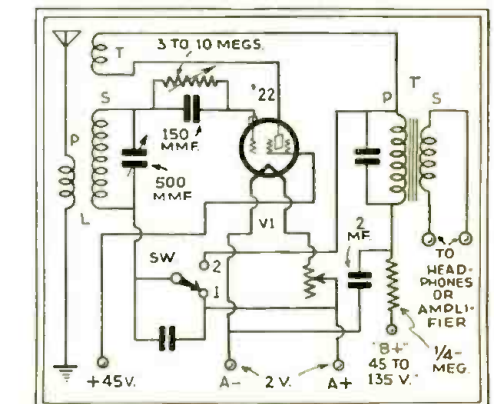 T
3 TO 10 MEGS.
S
'22
P
T
S
150
MMF.
500
MMF.
P
L
V1
2
MF.
SW
2
1
TO
HEAD-
PHONES
OR
AMPLI-
FIER
+45V.
A-
2 V.
A+
"B+"
45 TO
135 V.
1/4-
MEG.